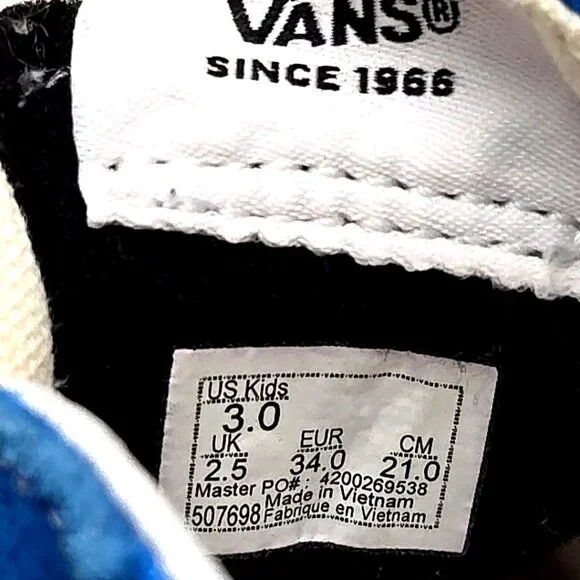 VANS®
SINCE 1966
US Kids
3.0
UK EUR CM
2.5 34.0 21.0
Master PO#: 4200269538
Made in Vietnam
507698 Fabrique en Vietnam